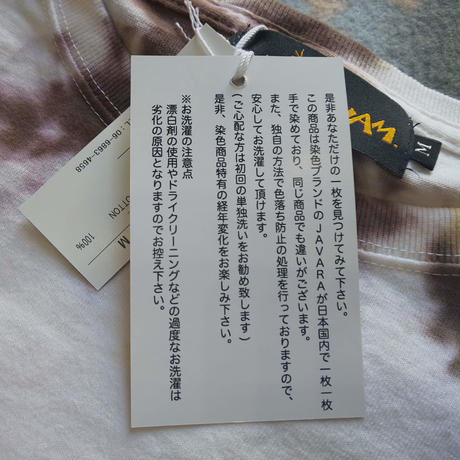 是非あなただけの一枚を見つけてみて下さい。
この商品は染色ブランドのJAVARAが日本国内で一枚一枚
手で染めており、同じ商品でも違いがございます。
また、独自の方法で色落ち防止の処理を行っておりますので、
安心してお洗濯して頂けます。
(ご心配な方は初回の単独洗いをお勧め致します)
是非、染色商品特有の経年変化をお楽しみ下さい。
※お洗濯の注意点
漂白剤の使用やドライクリーニングなどの過度なお洗濯は
劣化の原因となりますのでお控え下さい。
M
06-6863-4658
COTTON
100%
M